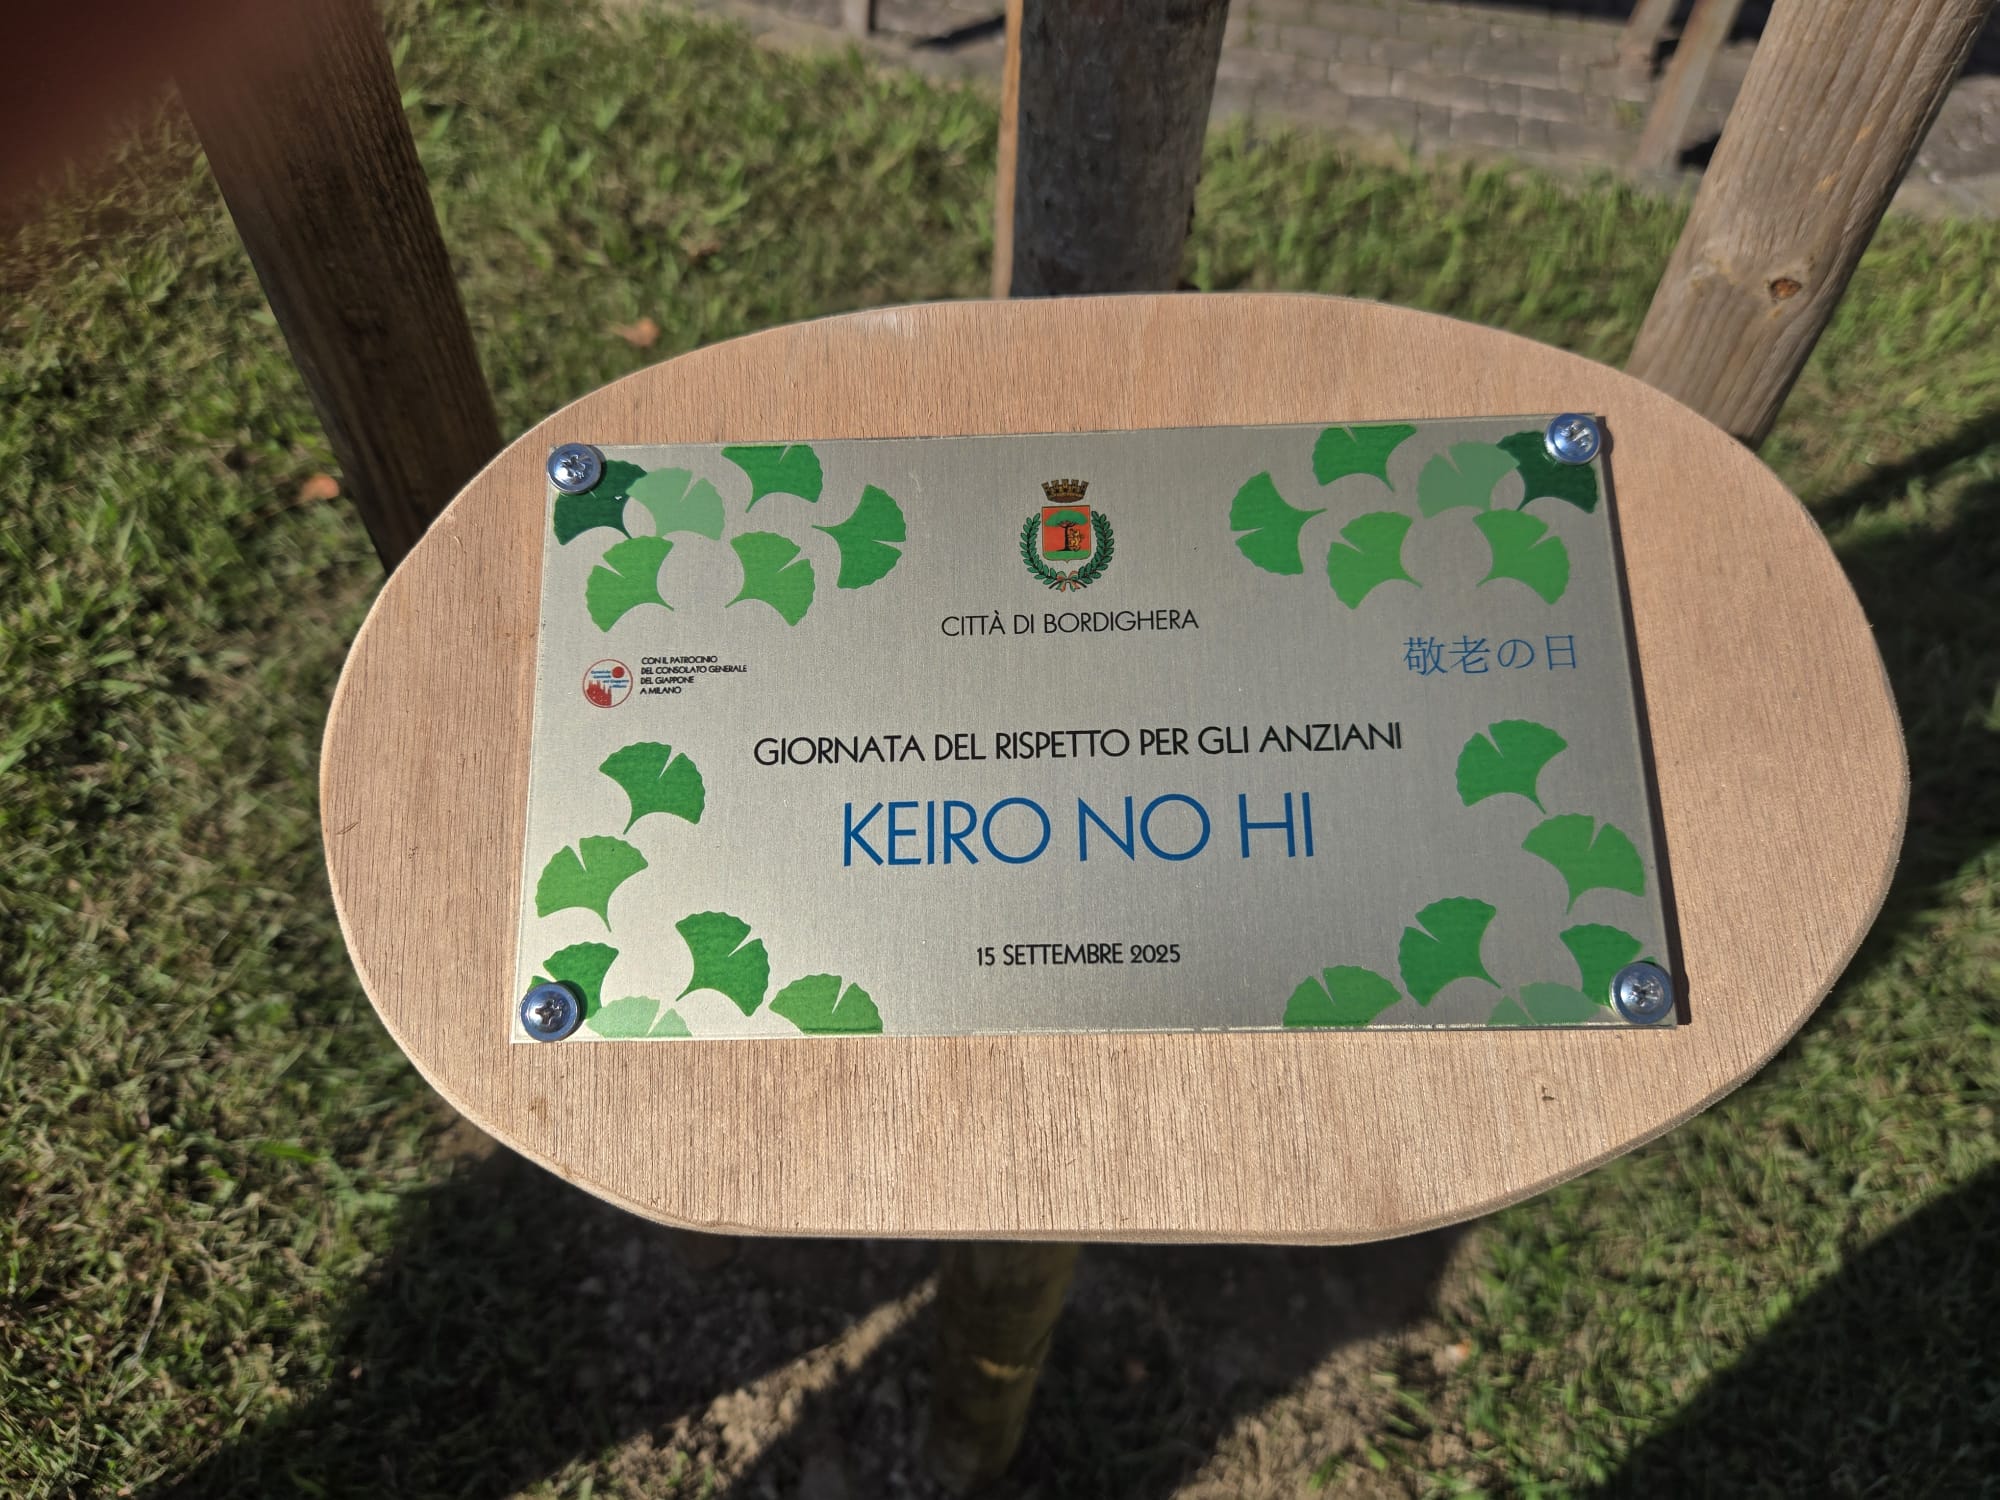 CITTÀ DI BORDIGHERA
CON IL PATROCINIO
DEL CONSOLATO GENERALE
DEL GIAPPONE
A MILANO
敬老の日
GIORNATA DEL RISPETTO PER GLI ANZIANI
KEIRO NO HI
15 SETTEMBRE 2025